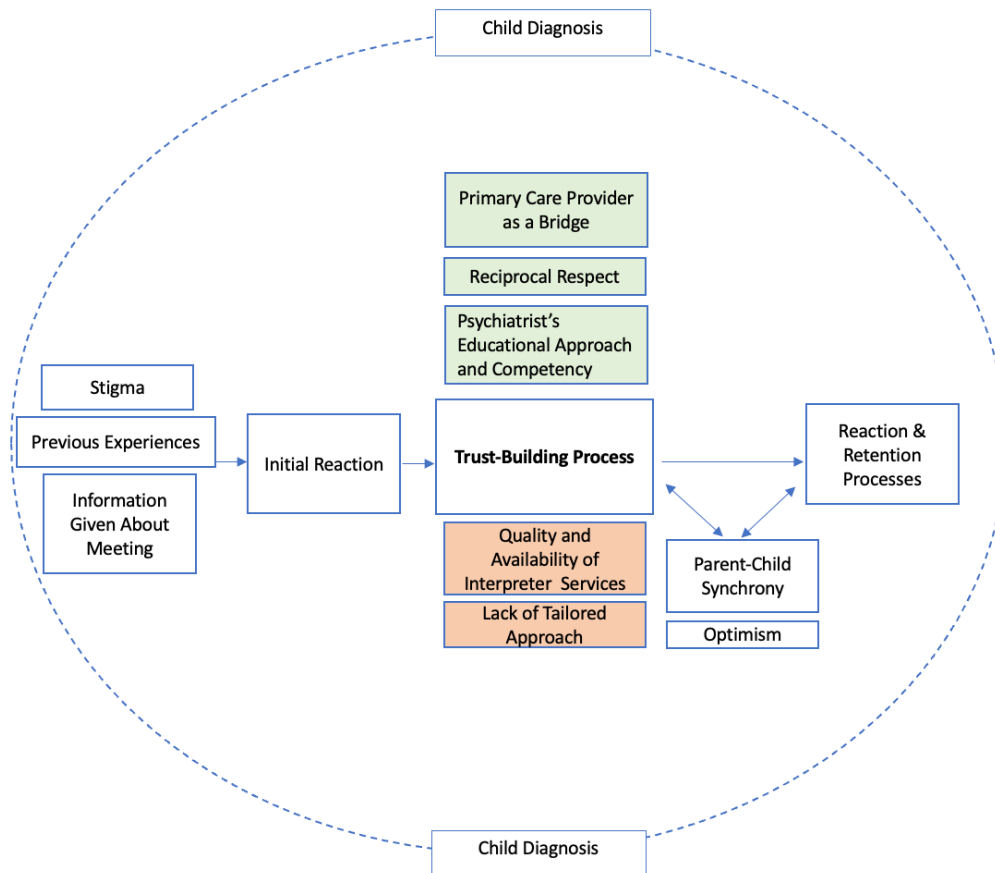 Child Diagnosis
Primary Care Provider
as a Bridge
Reciprocal Respect
Psychiatrist's
Educational Approach
and Competency
Stigma
Previous Experiences
Information
Given About
Meeting
Initial Reaction
Trust-Building Process
Reaction &
Retention
Processes
Quality and
Availability of
Interpreter Services
Lack of Tailored
Approach
Parent-Child
Synchrony
Optimism
Child Diagnosis